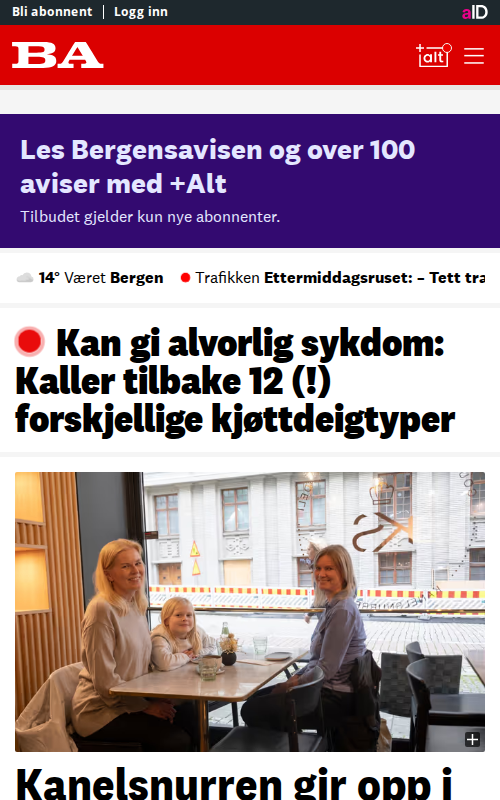 Bli abonnent
Logg inn
aID
BA
+alt
Les Bergensavisen og over 100
aviser med +Alt
Tilbudet gjelder kun nye abonnenter.
14° Været Bergen
Trafikken Ettermiddagsruset: – Tett tra
Kan gi alvorlig sykdom:
Kaller tilbake 12 (!)
forskjellige kjøttdeigtyper
Kanelsnurren gir opp i